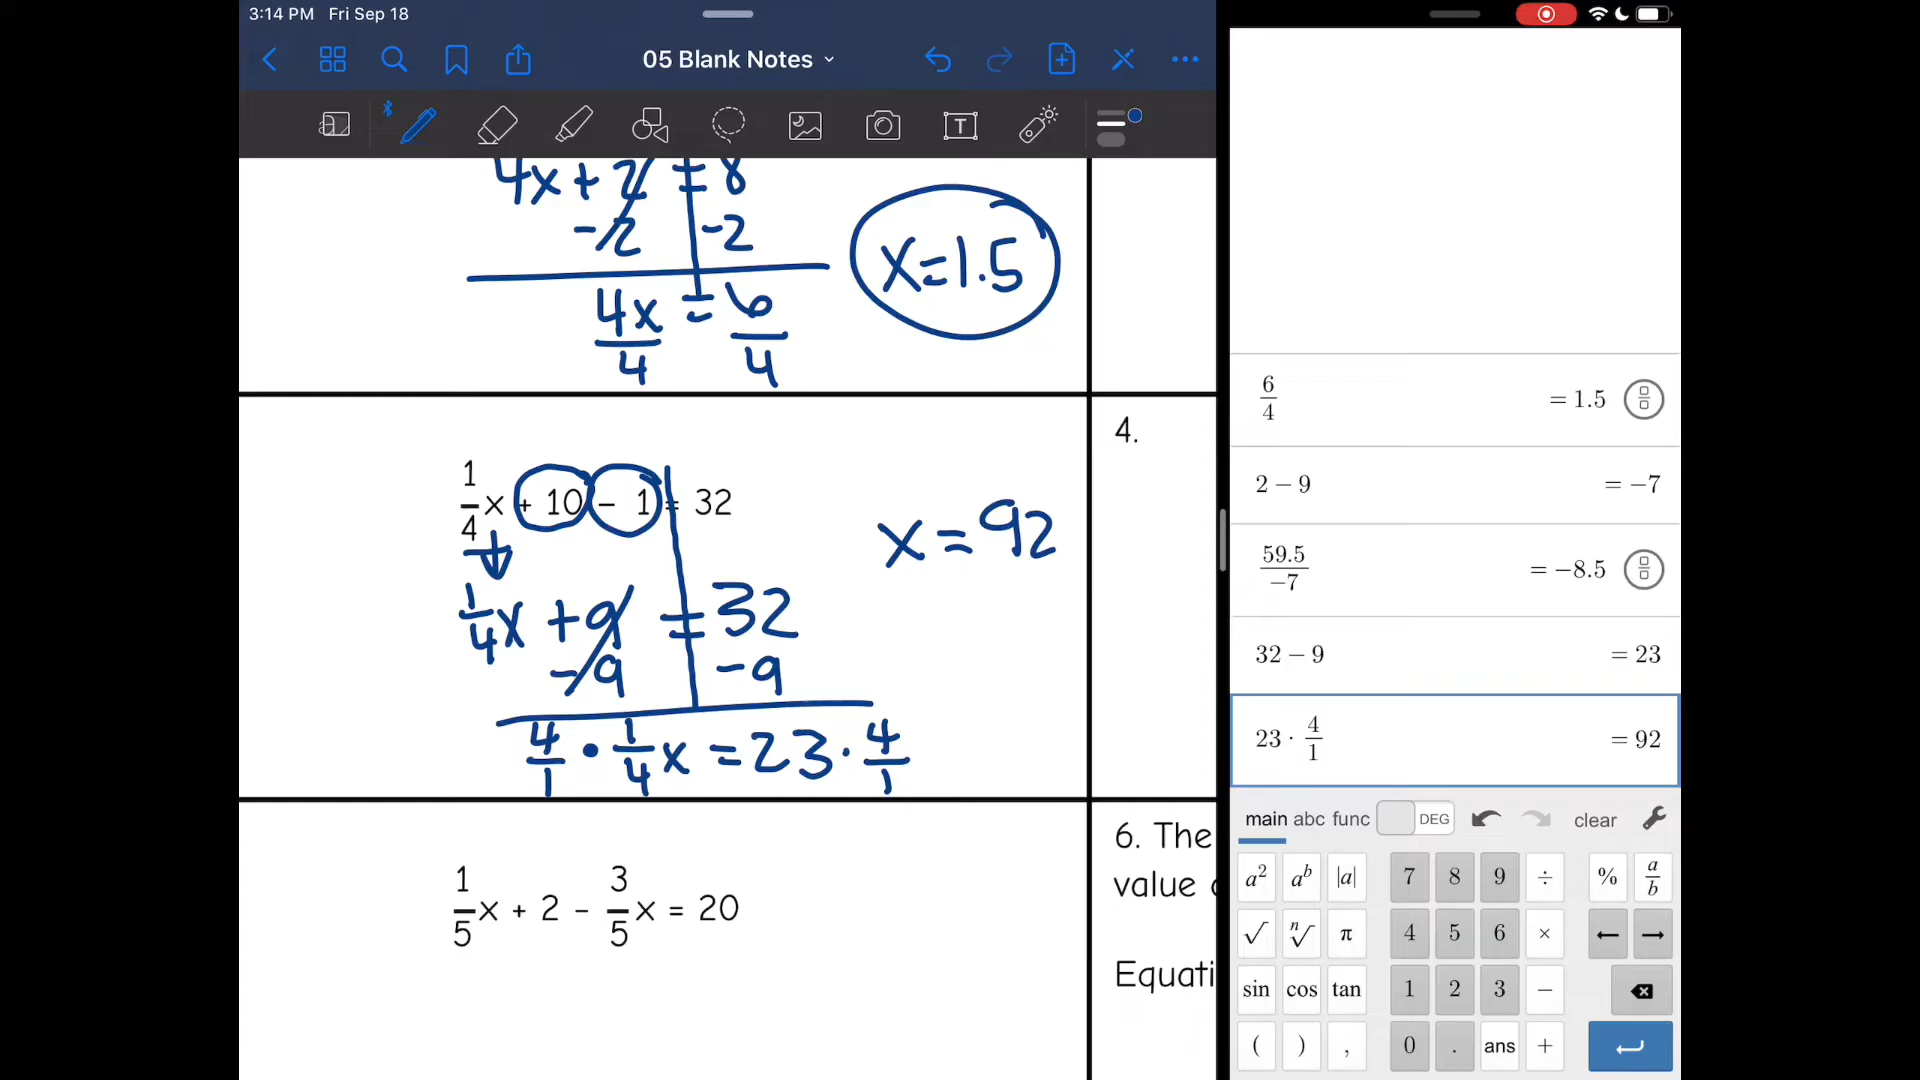 3:14 PM Fri Sep 18
05 Blank Notes
4x + 2 = 8
-2 -2
4x/4 = 6/4
x = 1.5
4.
1/4 x + 10 - 1 = 32
1/4 x + 9 = 32
-9 -9
4/1 • 1/4 x = 23 · 4/1
x = 92
1/5 x + 2 - 3/5 x = 20
6. The
value
Equati
6/4 = 1.5
2 − 9 = −7
59.5/−7 = −8.5
32 − 9 = 23
23 · 4/1 = 92
main abc func DEG clear
a² aᵇ |a| 7 8 9 ÷ % a/b
√ ⁿ√ π 4 5 6 × ← →
sin cos tan 1 2 3 −
( ) , 0 . ans +